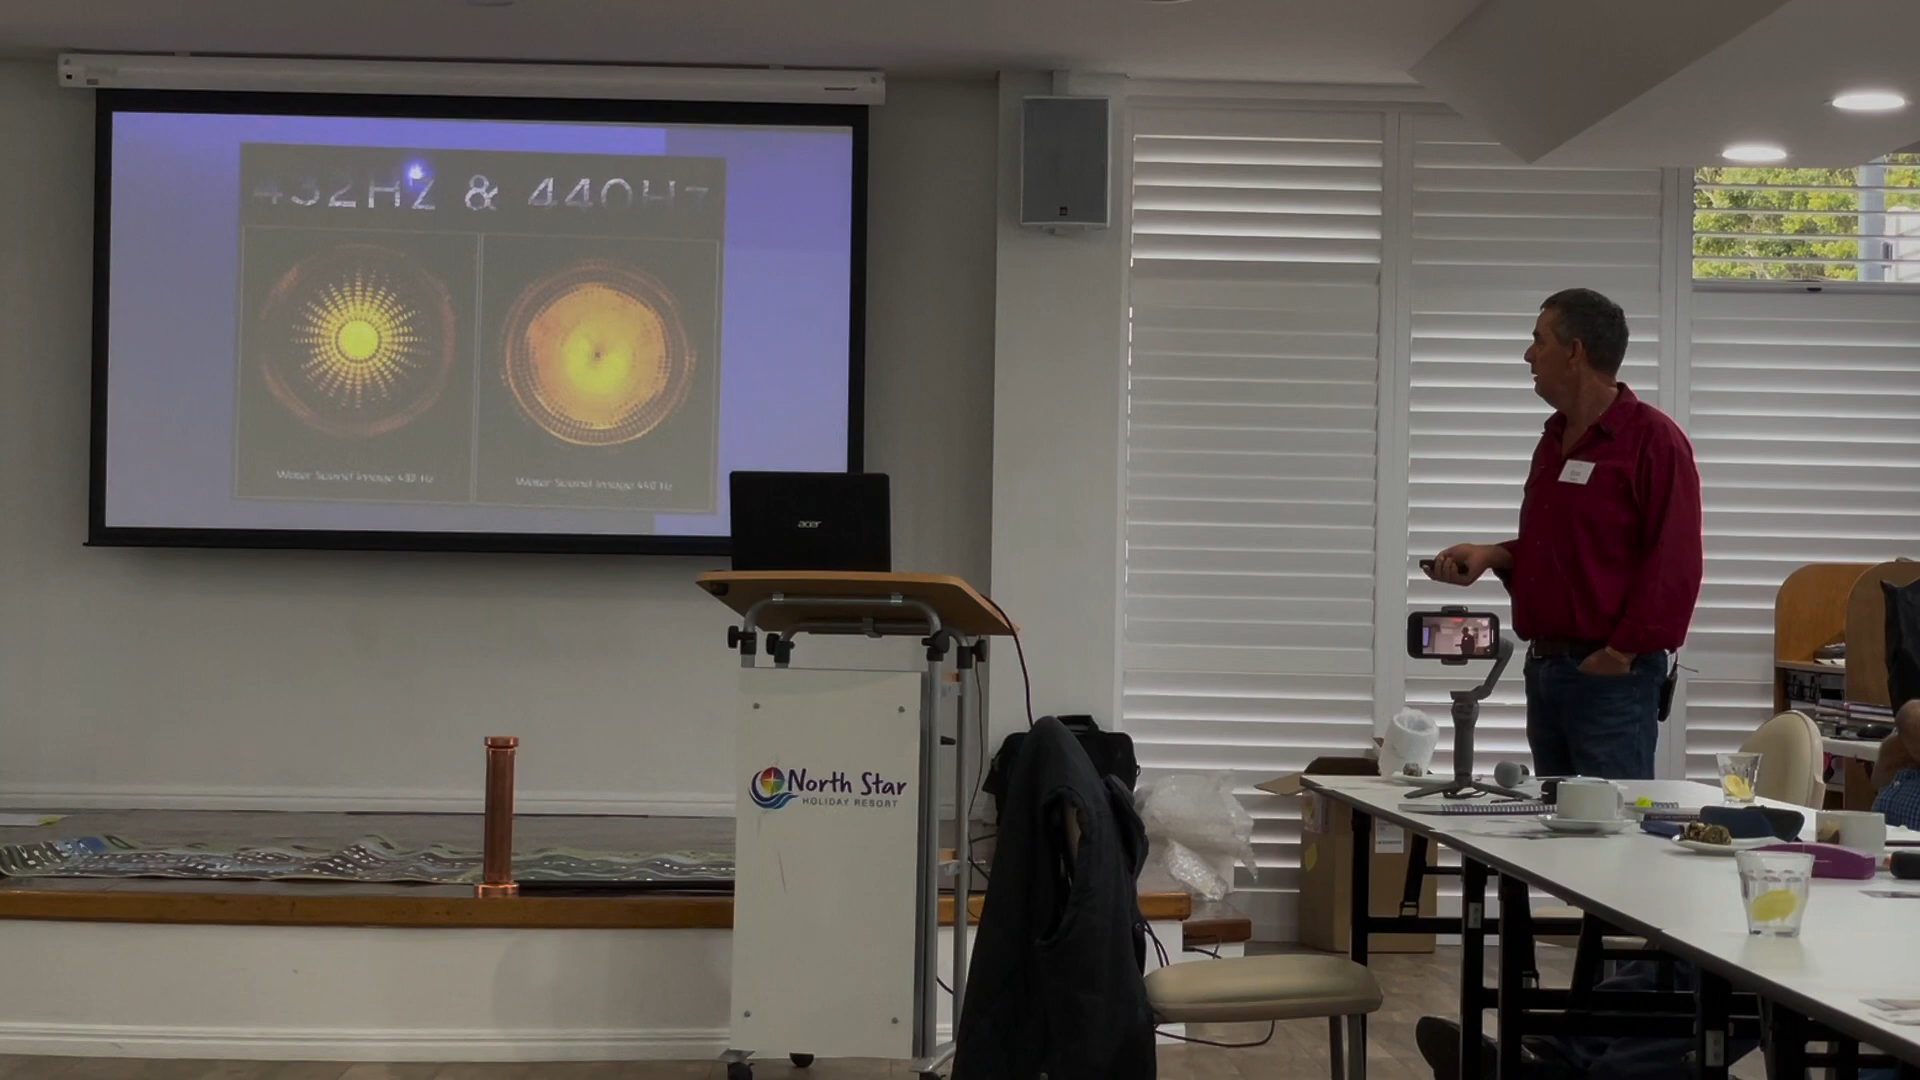 432HZ & 440Hz
Water Sound Image 432 Hz
Water Sound Image 440 Hz
acer
North Star
HOLIDAY RESORT